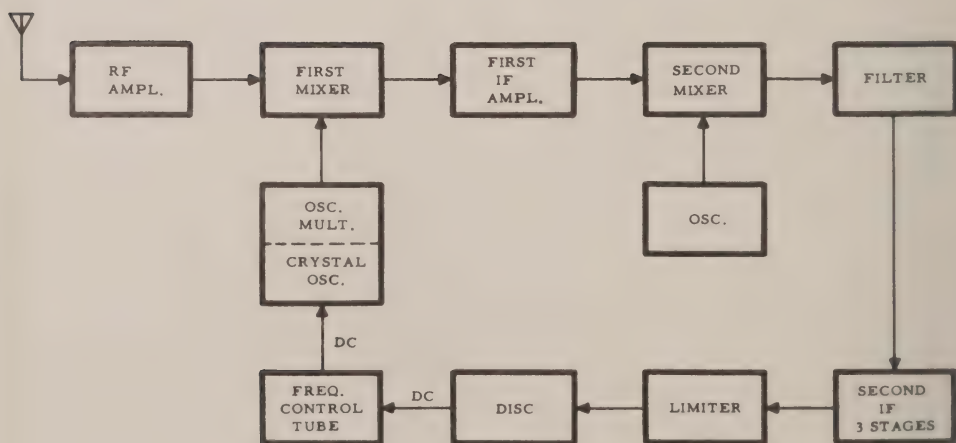 RF
AMPL.
FIRST
MIXER
FIRST
IF
AMPL.
SECOND
MIXER
FILTER
OSC.
MULT.
CRYSTAL
OSC.
OSC.
DC
FREQ.
CONTROL
TUBE
DC
DISC
LIMITER
SECOND
IF
3 STAGES